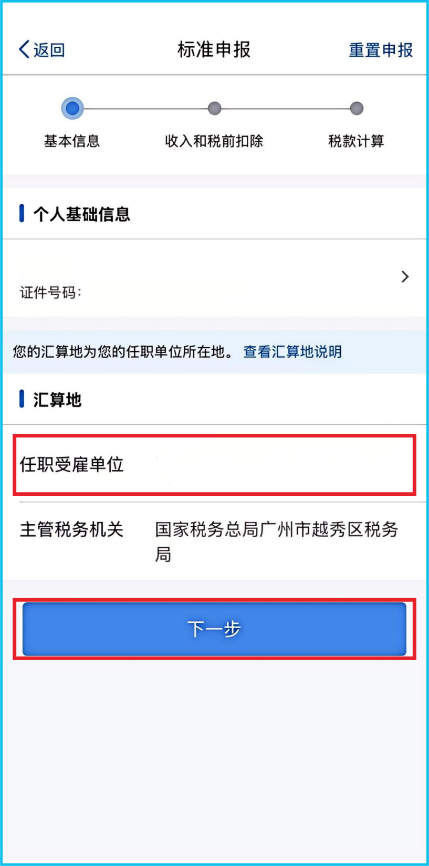 返回 标准申报 重置申报
基本信息 收入和税前扣除 税款计算
个人基础信息
证件号码:
您的汇算地为您的任职单位所在地。 查看汇算地说明
汇算地
任职受雇单位
主管税务机关 国家税务总局广州市越秀区税务
局
下一步